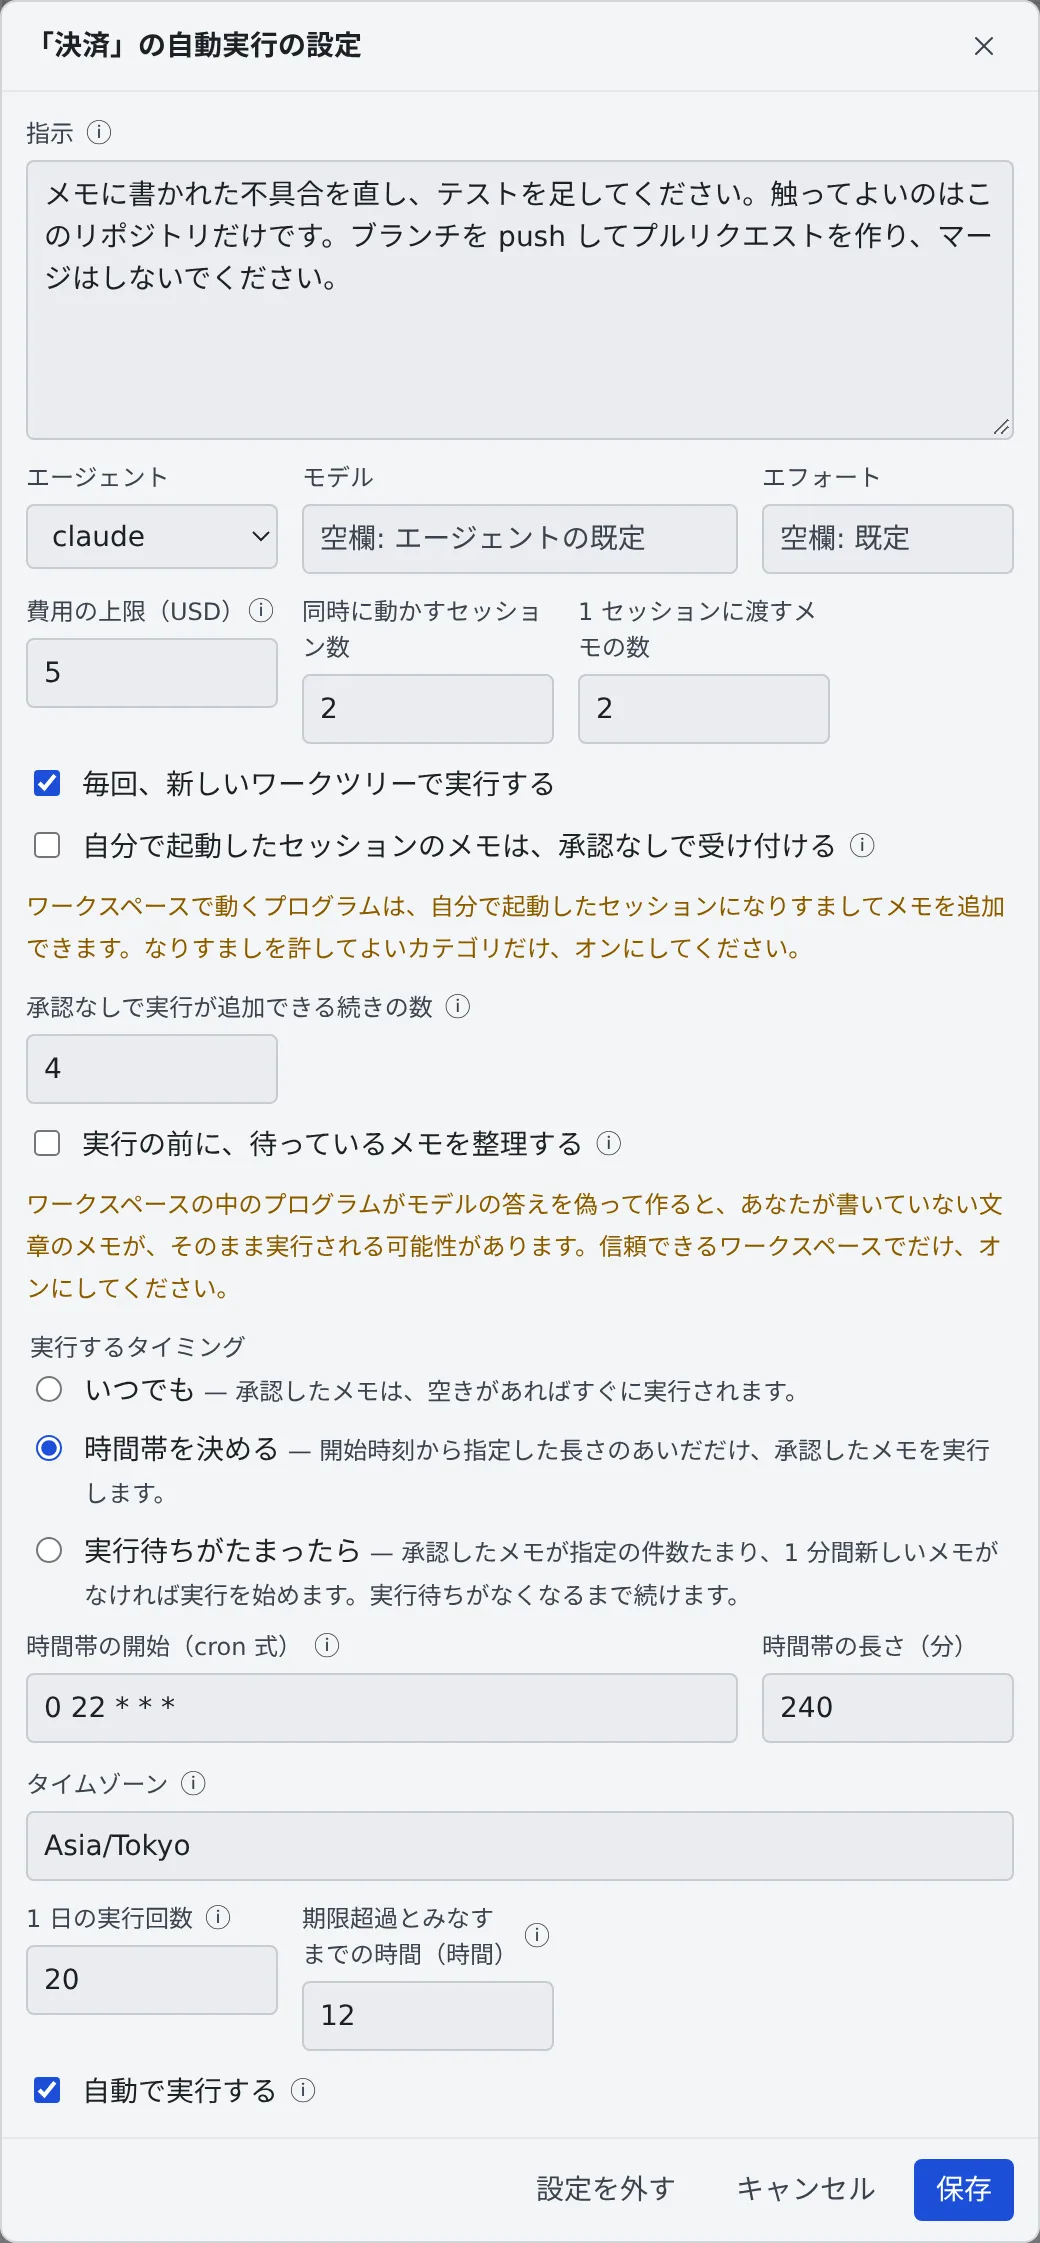 「決済」の自動実行の設定
指示
メモに書かれた不具合を直し、テストを足してください。触ってよいのはこ
のリポジトリだけです。ブランチを push してプルリクエストを作り、マー
ジはしないでください。
エージェント
モデル
エフォート
claude
空欄: エージェントの既定
空欄: 既定
費用の上限（USD）
同時に動かすセッショ
ン数
1 セッションに渡すメ
モの数
5
2
2
毎回、新しいワークツリーで実行する
自分で起動したセッションのメモは、承認なしで受け付ける
ワークスペースで動くプログラムは、自分で起動したセッションになりすましてメモを追加
できます。なりすましを許してよいカテゴリだけ、オンにしてください。
承認なしで実行が追加できる続きの数
4
実行の前に、待っているメモを整理する
ワークスペースの中のプログラムがモデルの答えを偽って作ると、あなたが書いていない文
章のメモが、そのまま実行される可能性があります。信頼できるワークスペースでだけ、オ
ンにしてください。
実行するタイミング
いつでも — 承認したメモは、空きがあればすぐに実行されます。
時間帯を決める — 開始時刻から指定した長さのあいだだけ、承認したメモを実行
します。
実行待ちがたまったら — 承認したメモが指定の件数たまり、1 分間新しいメモが
なければ実行を始めます。実行待ちがなくなるまで続けます。
時間帯の開始（cron 式）
時間帯の長さ（分）
0 22 * * *
240
タイムゾーン
Asia/Tokyo
1 日の実行回数
期限超過とみなす
までの時間（時間）
20
12
自動で実行する
設定を外す
キャンセル
保存